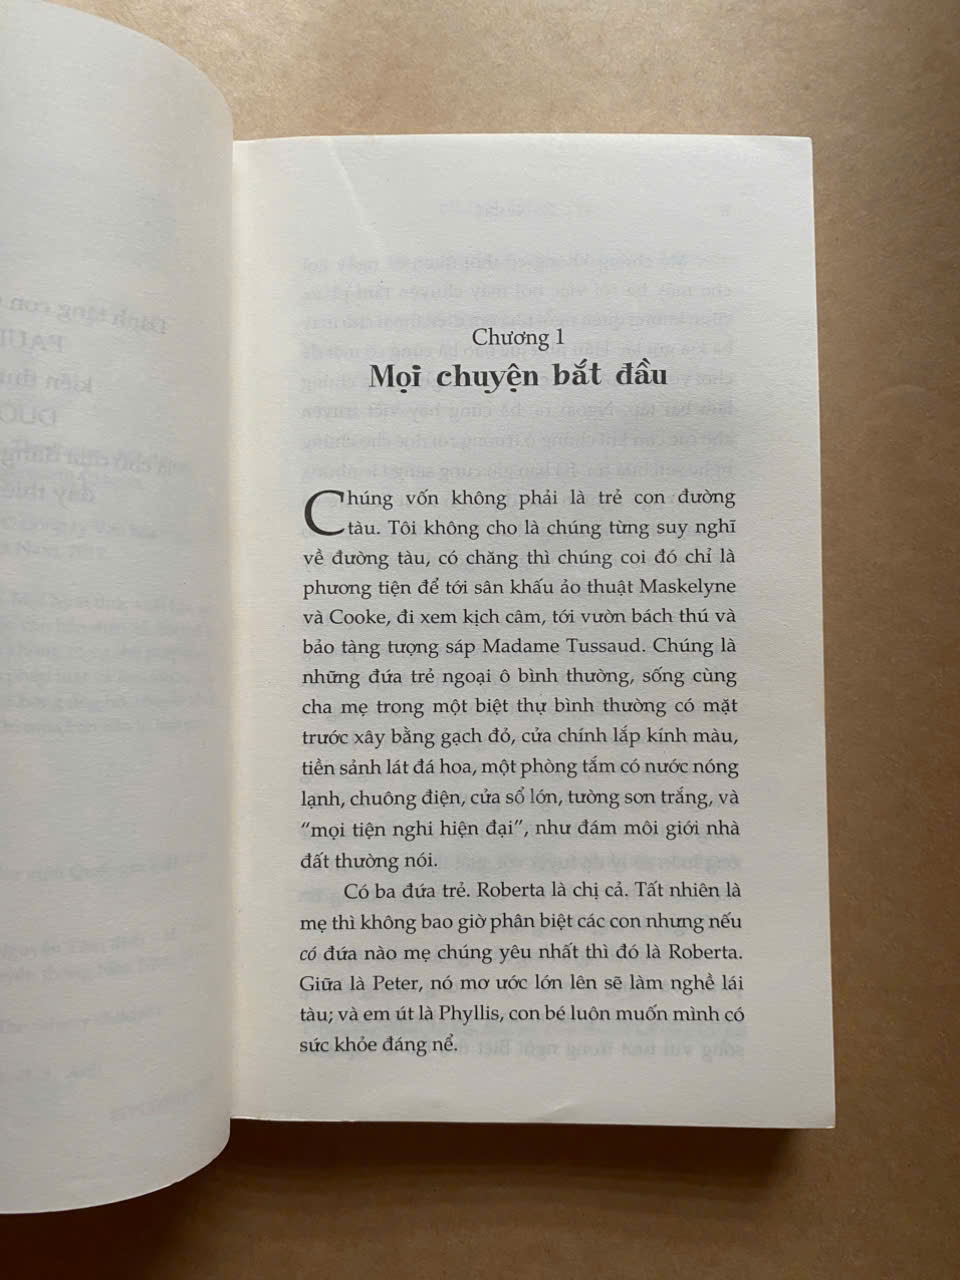 Chương 1
Mọi chuyện bắt đầu
Chúng vốn không phải là trẻ con đường
tàu. Tôi không cho là chúng từng suy nghĩ
về đường tàu, có chăng thì chúng coi đó chỉ là
phương tiện để tới sân khấu ảo thuật Maskelyne
và Cooke, đi xem kịch câm, tới vườn bách thú và
bảo tàng tượng sáp Madame Tussaud. Chúng là
những đứa trẻ ngoại ô bình thường, sống cùng
cha mẹ trong một biệt thự bình thường có mặt
trước xây bằng gạch đỏ, cửa chính lắp kính màu,
tiền sảnh lát đá hoa, một phòng tắm có nước nóng
lạnh, chuông điện, cửa sổ lớn, tường sơn trắng, và
“mọi tiện nghi hiện đại”, như đám môi giới nhà
đất thường nói.
Có ba đứa trẻ. Roberta là chị cả. Tất nhiên là
mẹ thì không bao giờ phân biệt các con nhưng nếu
có đứa nào mẹ chúng yêu nhất thì đó là Roberta.
Giữa là Peter, nó mơ ước lớn lên sẽ làm nghề lái
tàu; và em út là Phyllis, con bé luôn muốn mình có
sức khỏe đáng nể.